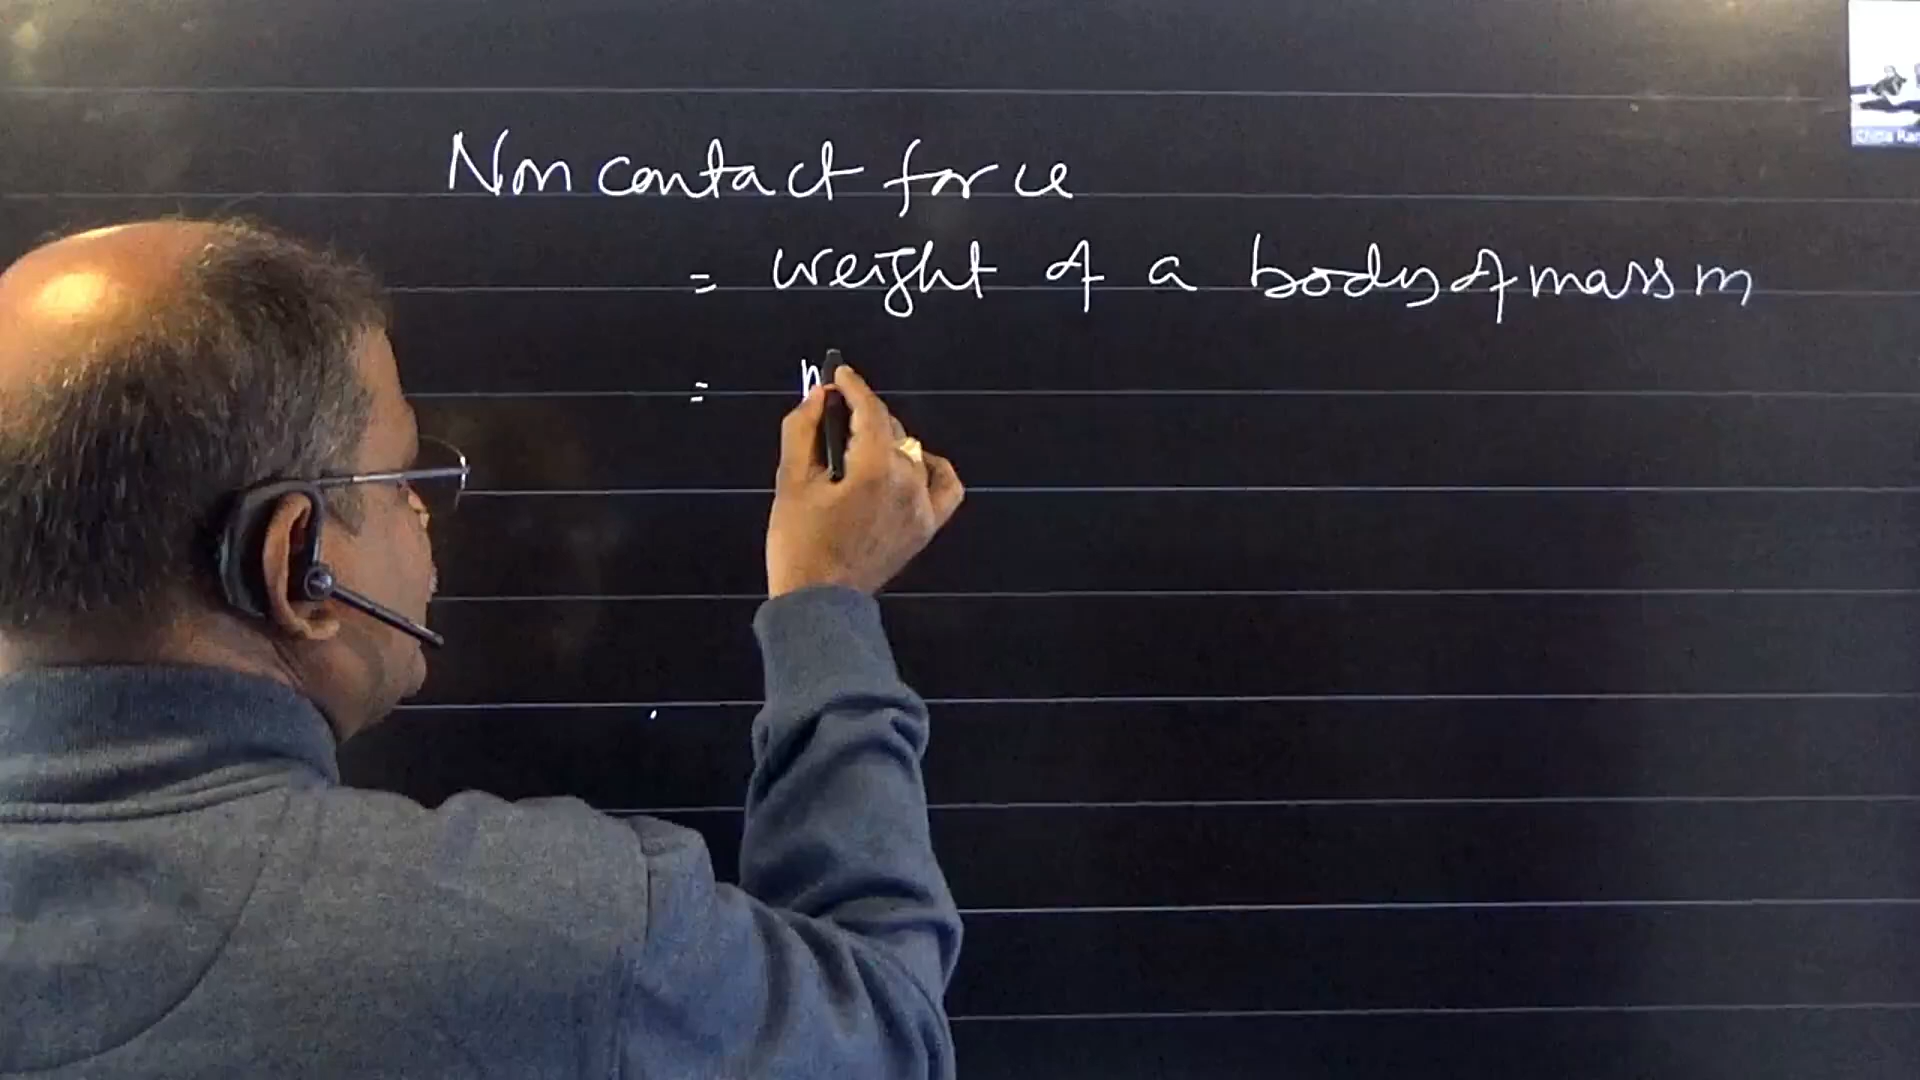 Non contact force
= weight of a body of mass m
=